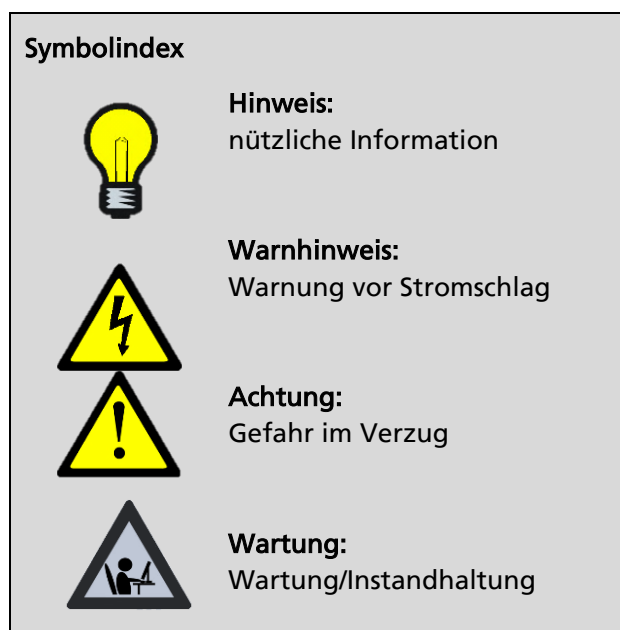 Symbolindex
Hinweis:
nützliche Information
Warnhinweis:
Warnung vor Stromschlag
Achtung:
Gefahr im Verzug
Wartung:
Wartung/Instandhaltung